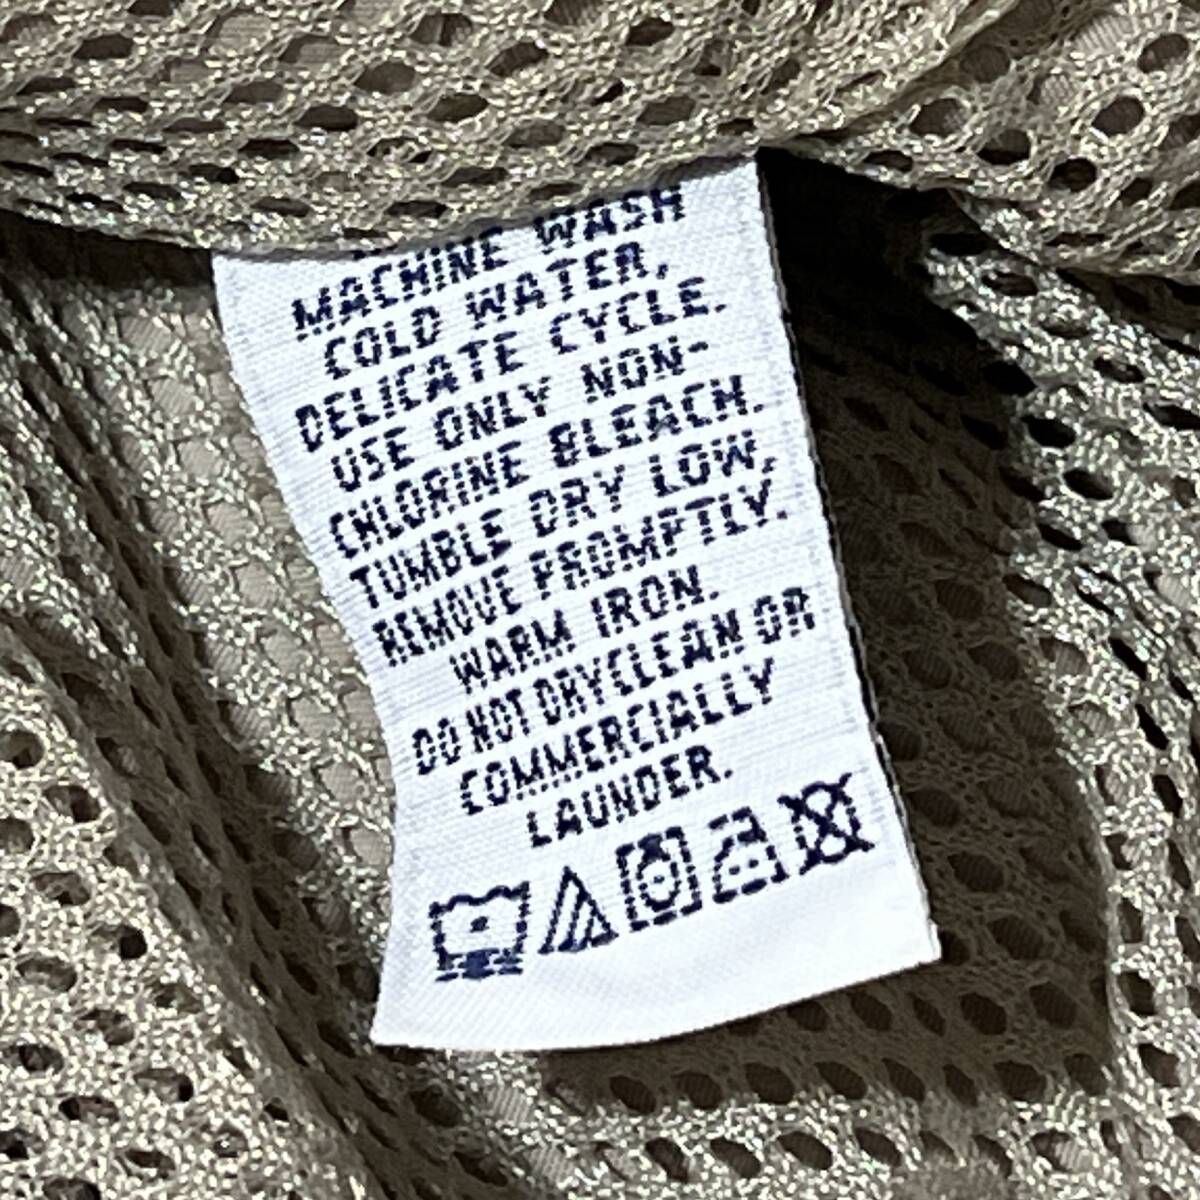 MACHINE WASH
COLD WATER,
DELICATE CYCLE.
USE ONLY NON-
CHLORINE BLEACH.
TUMBLE DRY LOW,
REMOVE PROMPTLY.
WARM IRON.
DO NOT DRYCLEAN OR
COMMERCIALLY
LAUNDER.